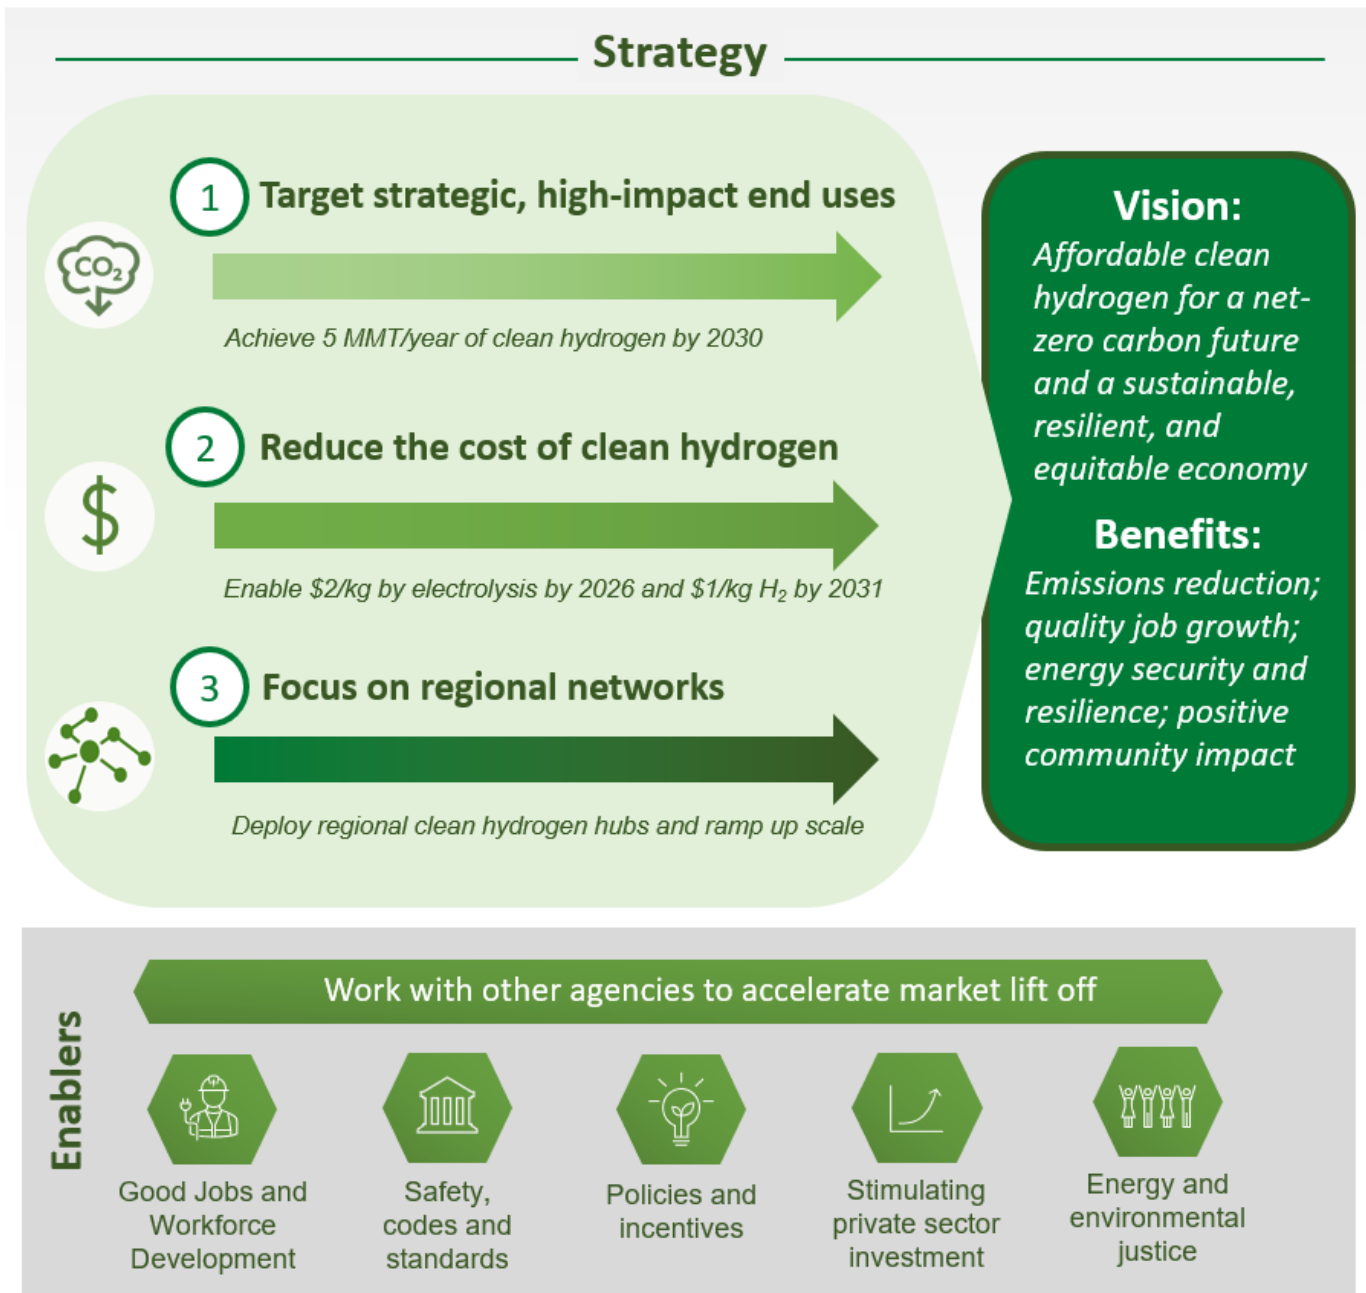 Strategy
1
Target strategic, high-impact end uses
CO₂
Achieve 5 MMT/year of clean hydrogen by 2030
2
Reduce the cost of clean hydrogen
$
Enable $2/kg by electrolysis by 2026 and $1/kg H₂ by 2031
3
Focus on regional networks
Deploy regional clean hydrogen hubs and ramp up scale
Vision:
Affordable clean
hydrogen for a net-
zero carbon future
and a sustainable,
resilient, and
equitable economy
Benefits:
Emissions reduction;
quality job growth;
energy security and
resilience; positive
community impact
Enablers
Work with other agencies to accelerate market lift off
Good Jobs and
Workforce
Development
Safety,
codes and
standards
Policies and
incentives
Stimulating
private sector
investment
Energy and
environmental
justice